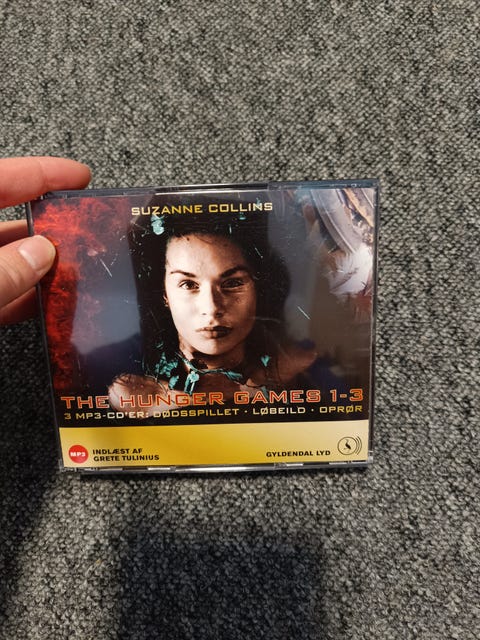 SUZANNE COLLINS
THE HUNGER GAMES 1-3
3 MP3-CD'ER: DØDSSPILLET · LØBEILD · OPRØR
MP3
INDLÆST AF
GRETE TULINIUS
GYLDENDAL LYD